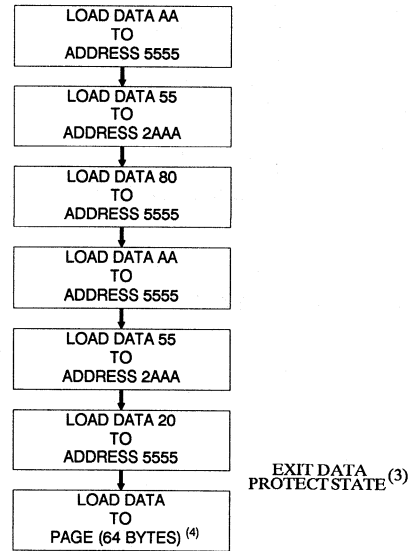 LOAD DATA AA
TO
ADDRESS 5555
LOAD DATA 55
TO
ADDRESS 2AAA
LOAD DATA 80
TO
ADDRESS 5555
LOAD DATA AA
TO
ADDRESS 5555
LOAD DATA 55
TO
ADDRESS 2AAA
LOAD DATA 20
TO
ADDRESS 5555
EXIT DATA
PROTECT STATE (3)
LOAD DATA
TO
PAGE (64 BYTES) (4)